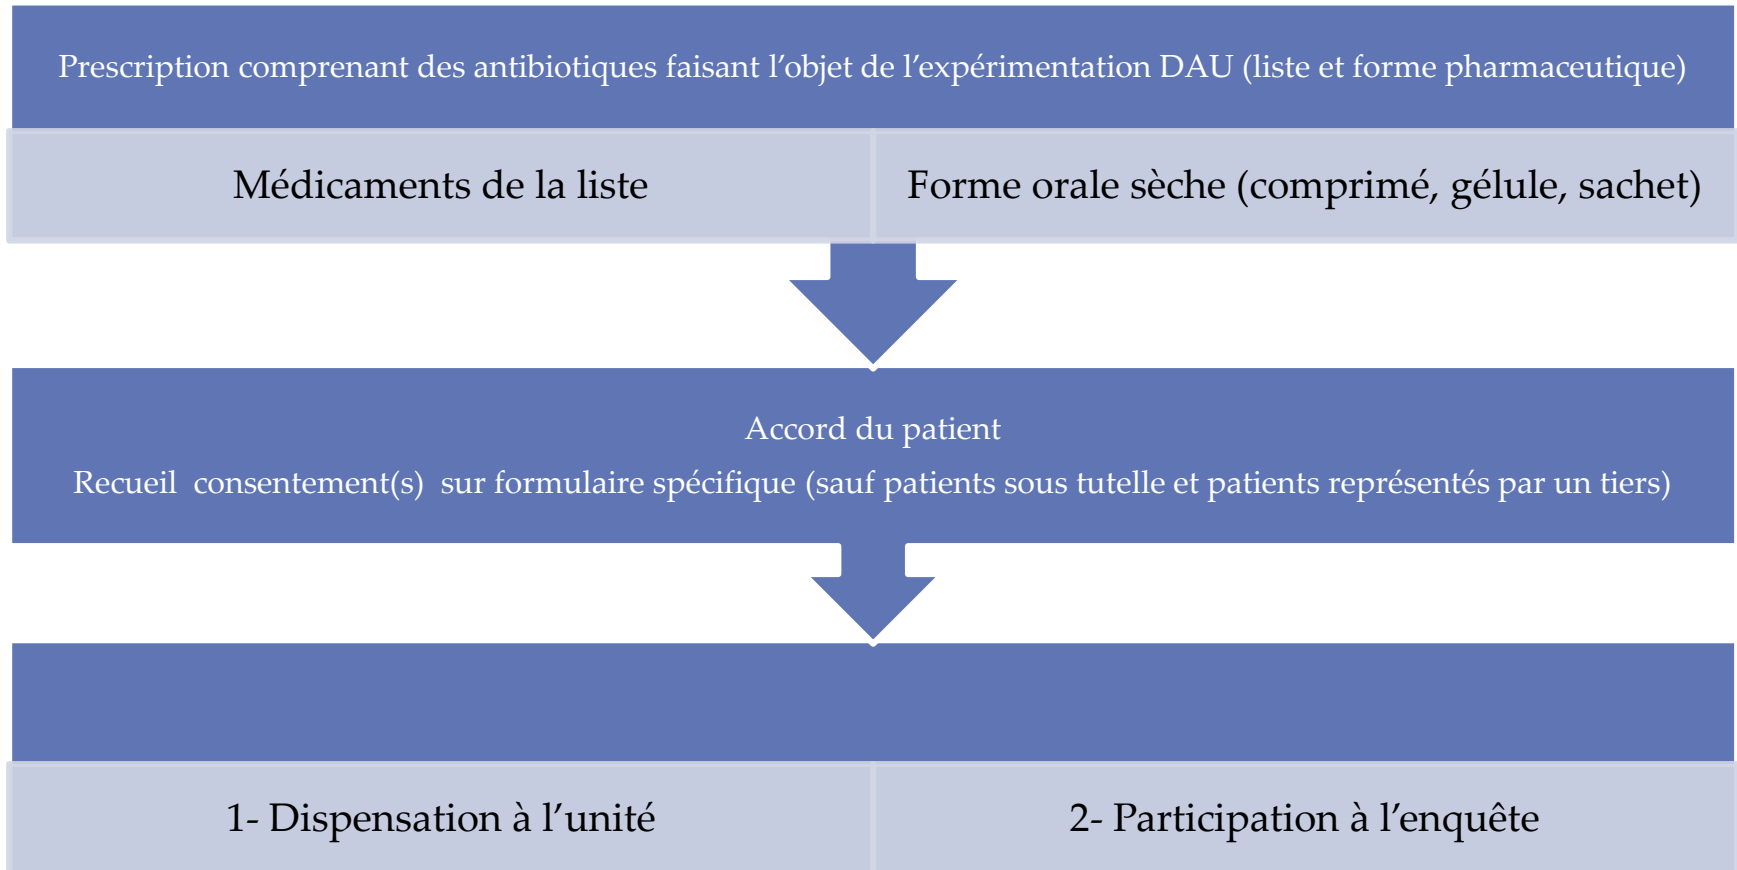 Prescription comprenant des antibiotiques faisant l’objet de l’expérimentation DAU (liste et forme pharmaceutique)
Médicaments de la liste
Forme orale sèche (comprimé, gélule, sachet)
Accord du patient
Recueil  consentement(s)  sur formulaire spécifique (sauf patients sous tutelle et patients représentés par un tiers)
1- Dispensation à l’unité
2- Participation à l’enquête